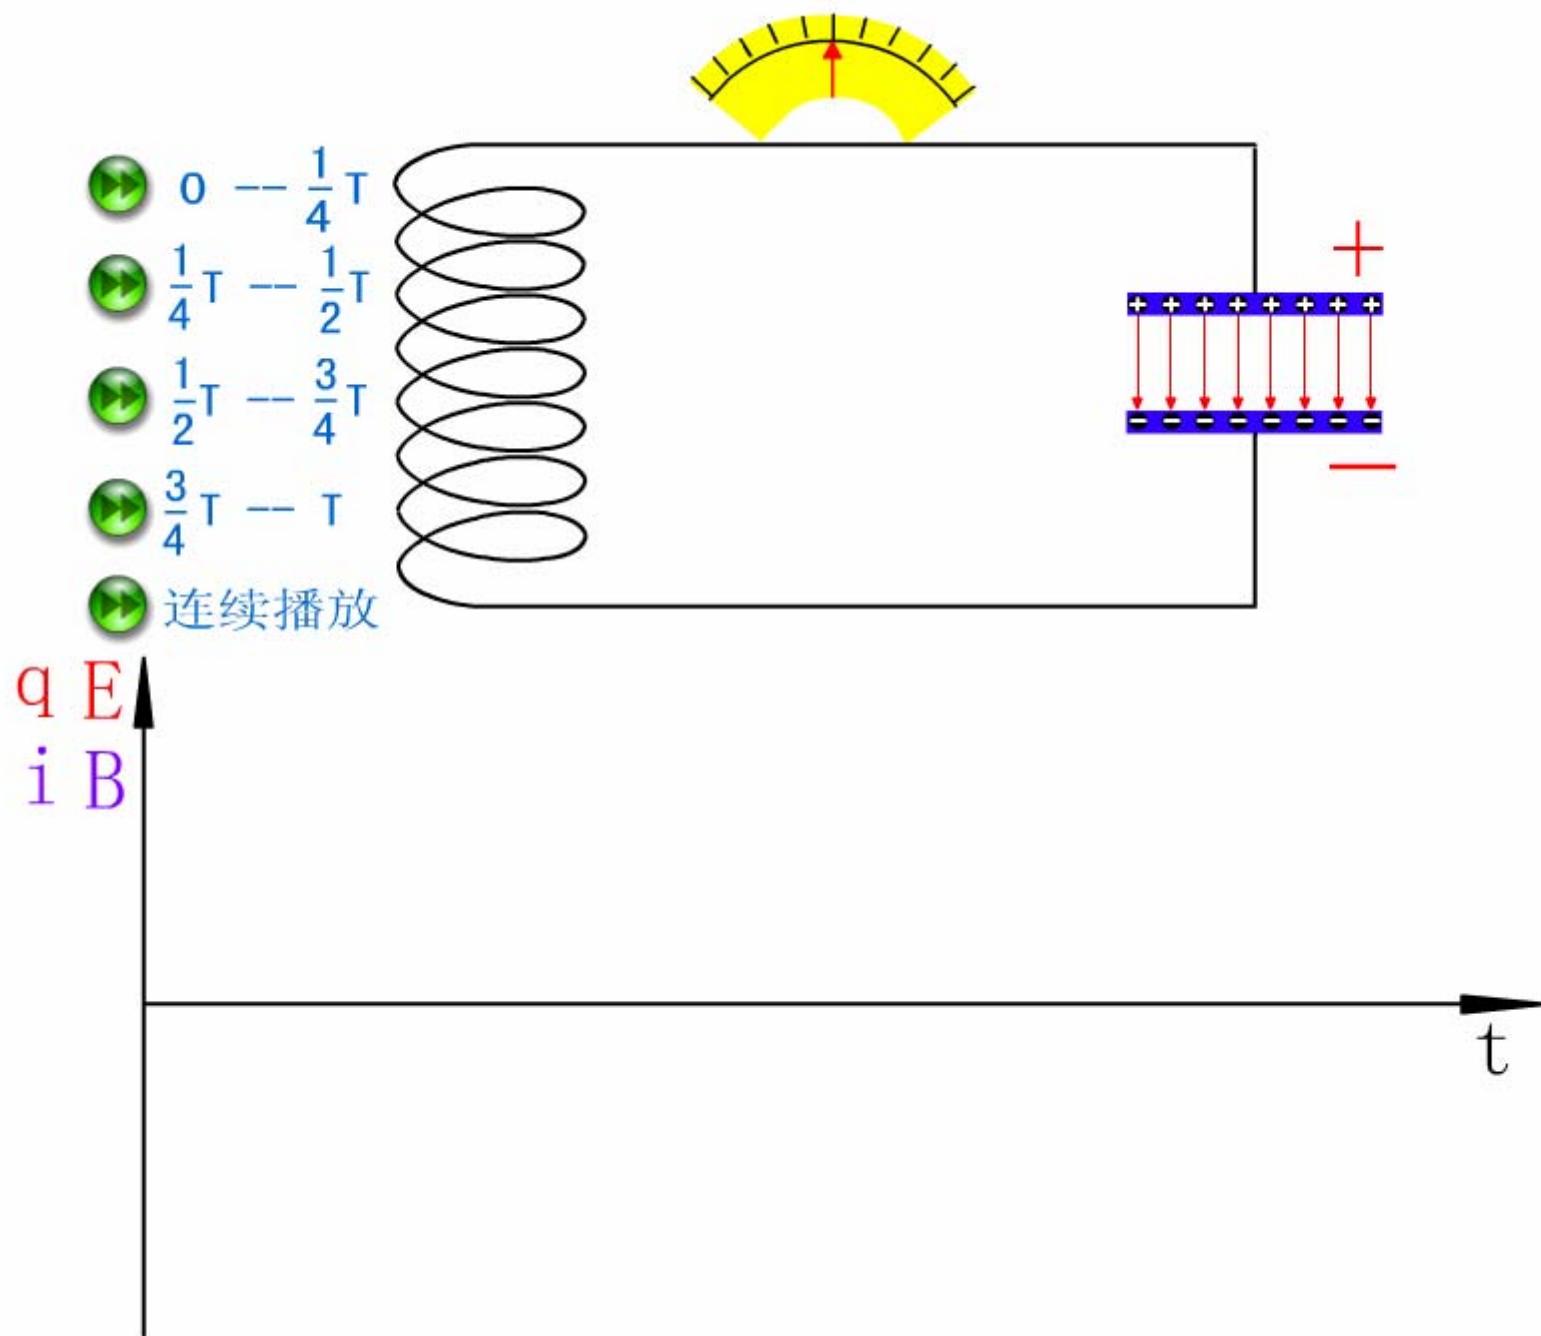 0 -- 1/4 T
1/4 T -- 1/2 T
1/2 T -- 3/4 T
3/4 T -- T
连续播放
+
—
q E
i B
t